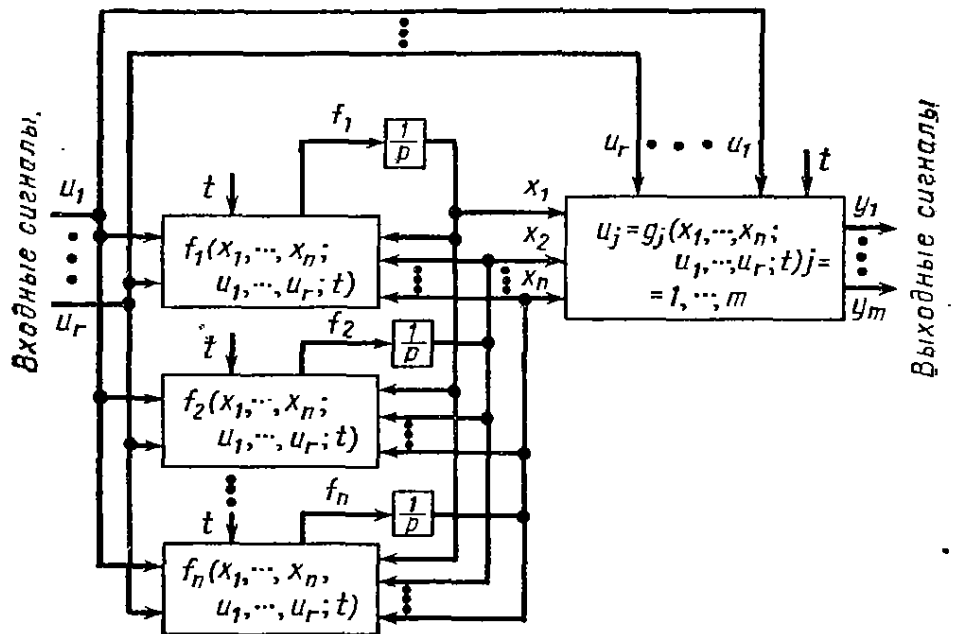 Входные сигналы.
u₁
uᵣ
t
f₁
1/p
f₁(x₁,···,xₙ;
u₁,···,uᵣ; t)
t
f₂
1/p
f₂(x₁,···,xₙ;
u₁,···,uᵣ; t)
t
fₙ
1/p
fₙ(x₁,···,xₙ,
u₁,···,uᵣ; t)
x₁
x₂
xₙ
uᵣ
u₁
t
uⱼ=gⱼ(x₁,···,xₙ;
u₁,···,uᵣ; t)j=
=1,···,m
y₁
yₘ
Выходные сигналы